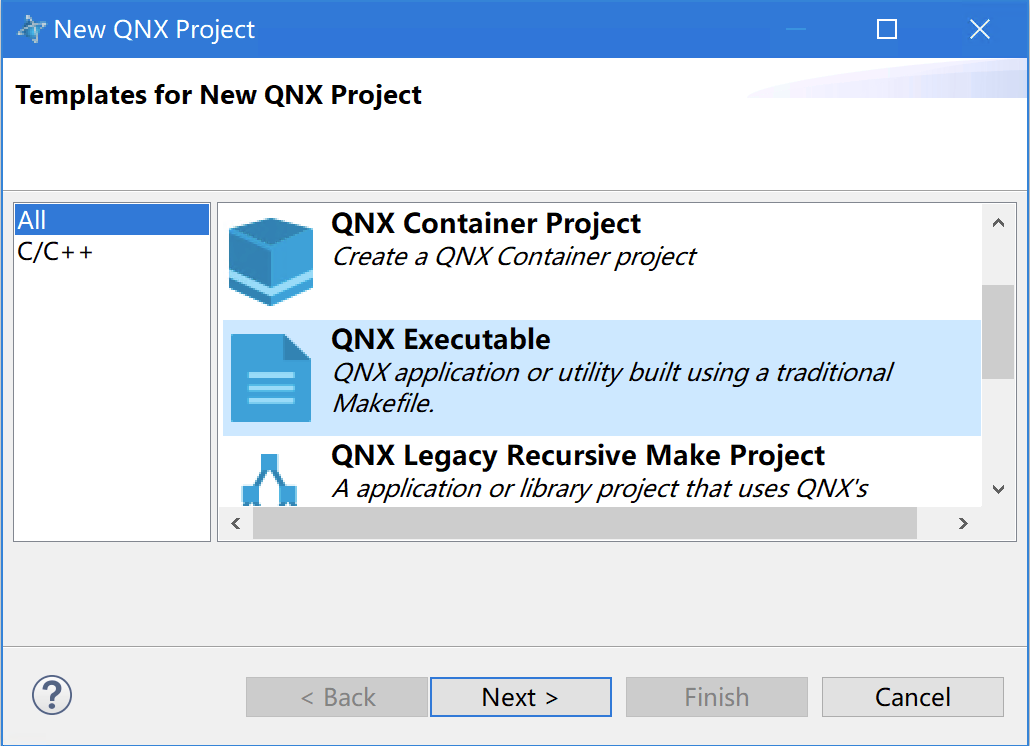 New QNX Project
Templates for New QNX Project
All
C/C++
QNX Container Project
Create a QNX Container project
QNX Executable
QNX application or utility built using a traditional
Makefile.
QNX Legacy Recursive Make Project
A application or library project that uses QNX's
?
< Back
Next >
Finish
Cancel